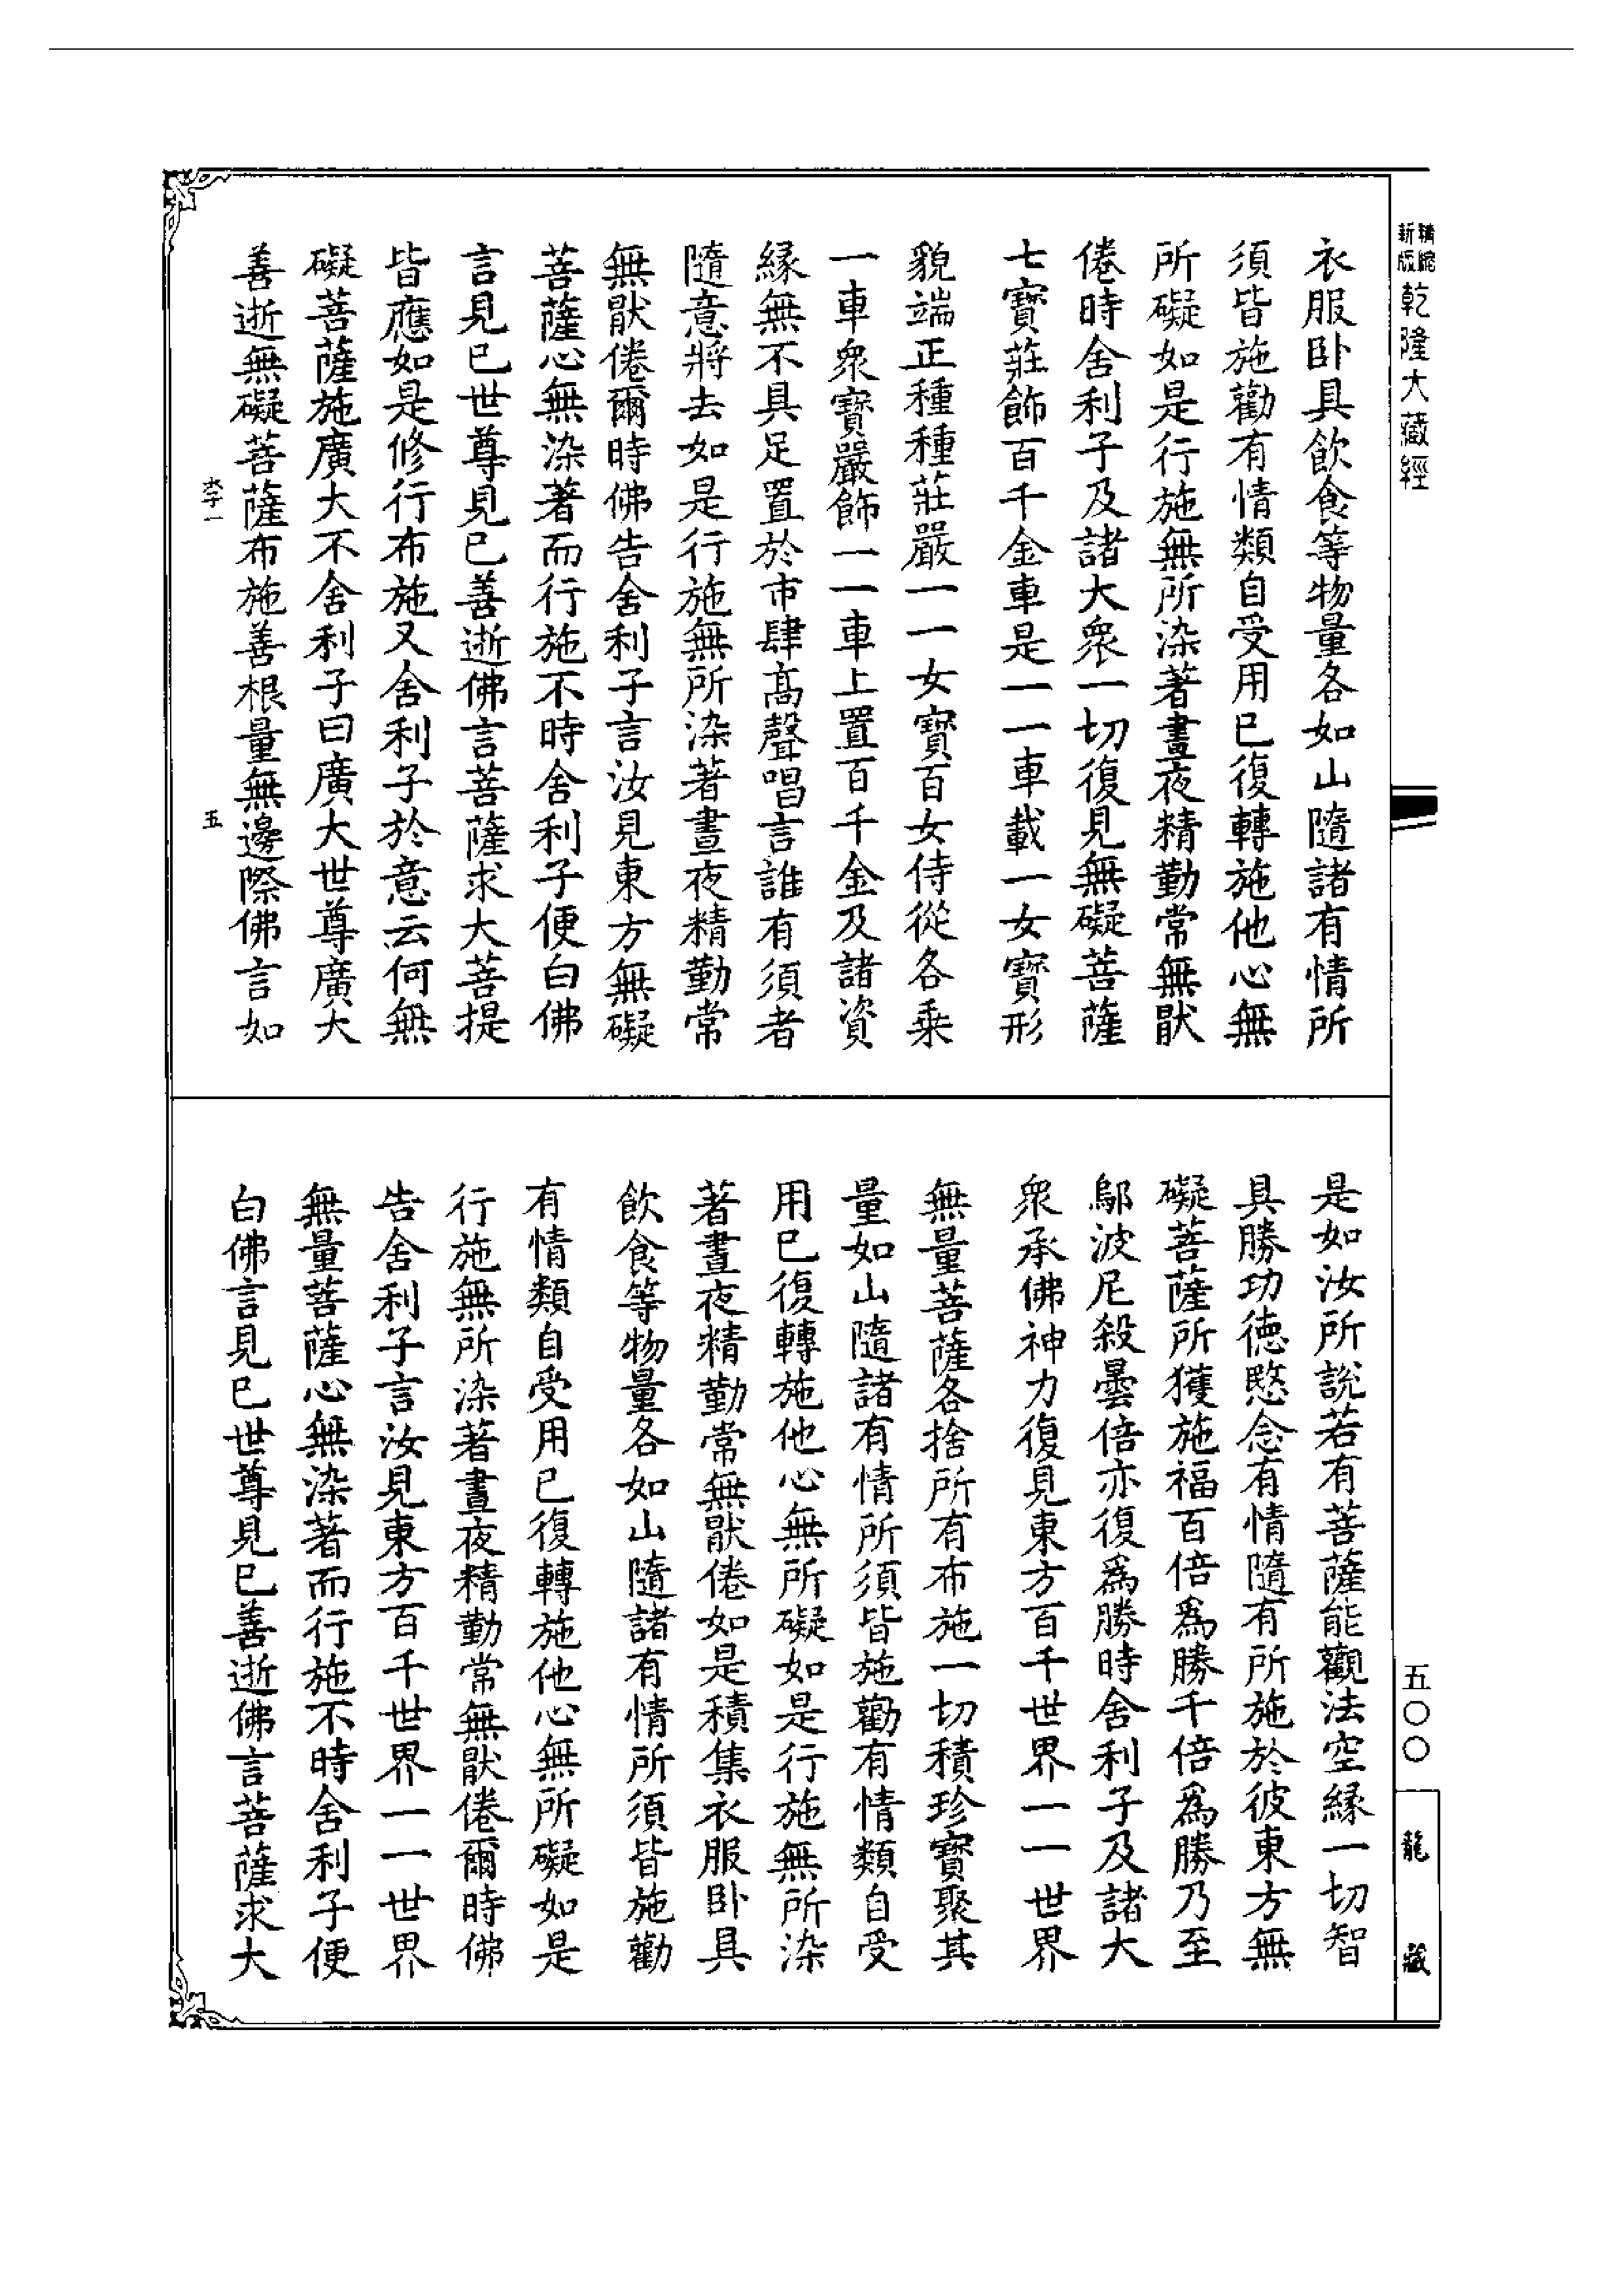 精縮
新版
乾隆大藏經
衣服卧具飲食等物量各如山隨諸有情所
須皆施勸有情類自受用已復轉施他心無
所礙如是行施無所染著晝夜精勤常無猒
倦時舍利子及諸大衆一切復見無礙菩薩
七寶莊飾百千金車是一一車載一女寶形
貌端正種種莊嚴一一女寶百女侍從各乘
一車衆寶嚴飾一一車上置百千金及諸資
緣無不具足置於市肆高聲唱言誰有須者
隨意將去如是行施無所染著晝夜精勤常
無猒倦爾時佛告舍利子言汝見東方無礙
菩薩心無染著而行施不時舍利子便白佛
言見已世尊見已善逝佛言菩薩求大菩提
皆應如是修行布施又舍利子於意云何無
礙菩薩施廣大不舍利子曰廣大世尊廣大
善逝無礙菩薩布施善根量無邊際佛言如
李一
五
是如汝所說若有菩薩能觀法空緣一切智
具勝功德愍念有情隨有所施於彼東方無
礙菩薩所獲施福百倍爲勝千倍爲勝乃至
鄔波尼殺曇倍亦復爲勝時舍利子及諸大
衆承佛神力復見東方百千世界一一世界
無量菩薩各捨所有布施一切積珍寶聚其
量如山隨諸有情所須皆施勸有情類自受
用已復轉施他心無所礙如是行施無所染
著晝夜精勤常無猒倦如是積集衣服卧具
飲食等物量各如山隨諸有情所須皆施勸
有情類自受用已復轉施他心無所礙如是
行施無所染著晝夜精勤常無猒倦爾時佛
告舍利子言汝見東方百千世界一一世界
無量菩薩心無染著而行施不時舍利子便
白佛言見已世尊見已善逝佛言菩薩求大
五〇〇
龍藏